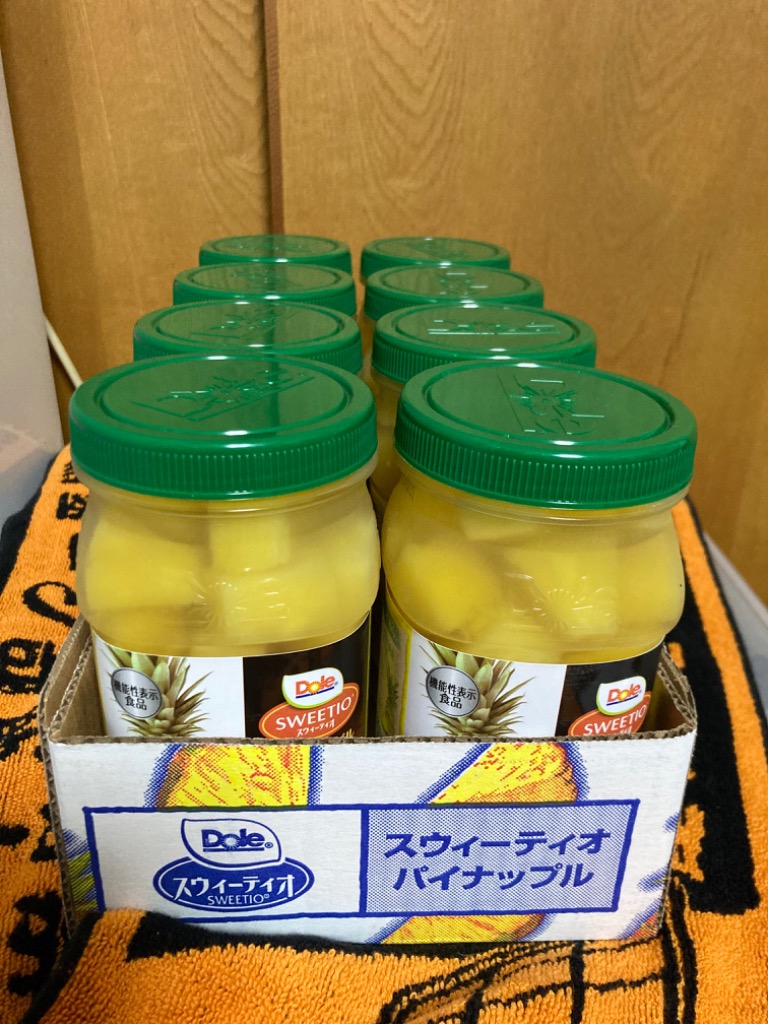 機能性表示
食品
Dole
SWEETIO
スウィーティオ
機能性表示
食品
Dole
SWEETIO
Dole®
スウィーティオ
SWEETIO®
スウィーティオ
パイナップル